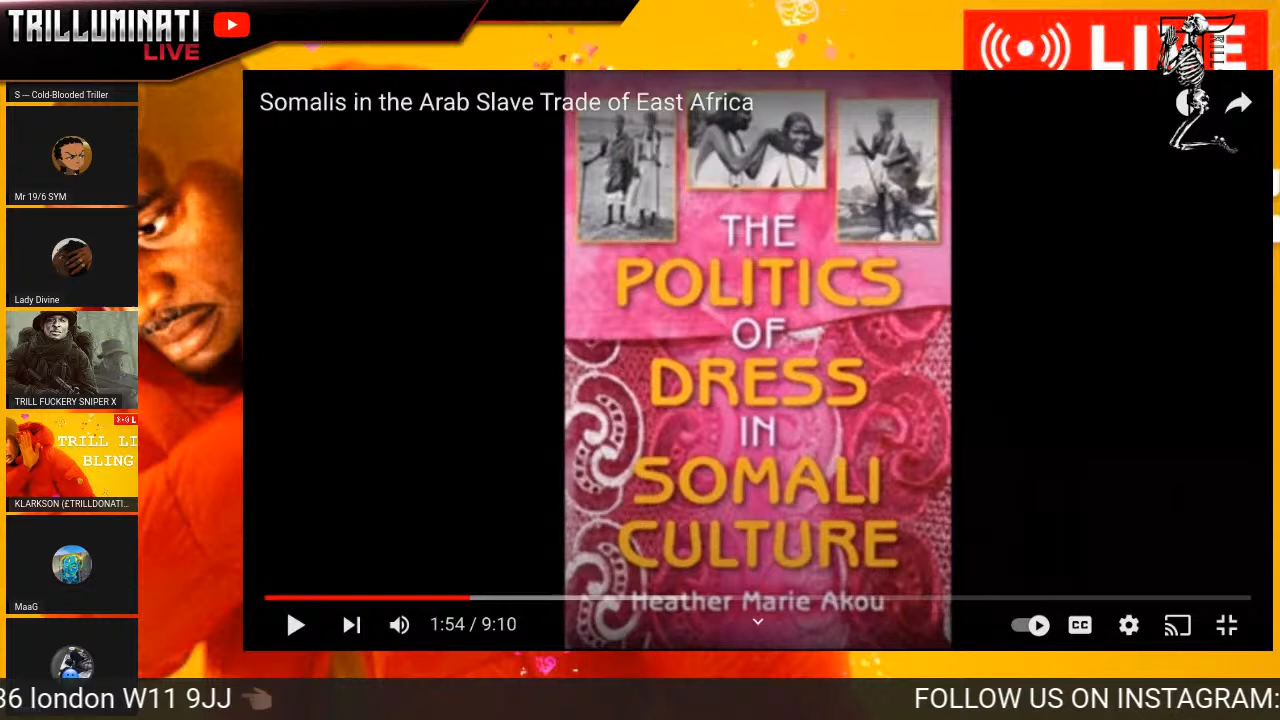 TRILLUMINATI
LIVE
LIVE
TRILL
S — Cold-Blooded Triller
Mr 19/6 SYM
Lady Divine
TRILL FUCKERY SNIPER X
((•)) L
TRILL LI
BLING
KLARKSON (£TRILLDONATI...
MaaG
Somalis in the Arab Slave Trade of East Africa
THE
POLITICS
OF
DRESS
IN
SOMALI
CULTURE
Heather Marie Akou
1:54 / 9:10
CC
36 london W11 9JJ
FOLLOW US ON INSTAGRAM: